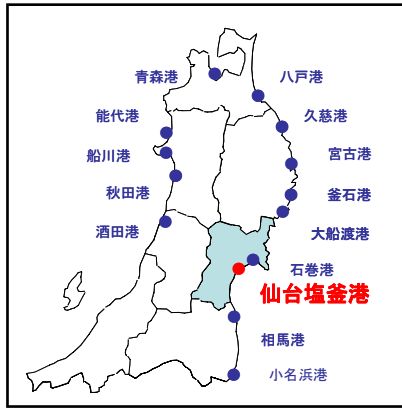 青森港
八戸港
能代港
久慈港
船川港
宮古港
秋田港
釜石港
酒田港
大船渡港
石巻港
仙台塩釜港
相馬港
小名浜港